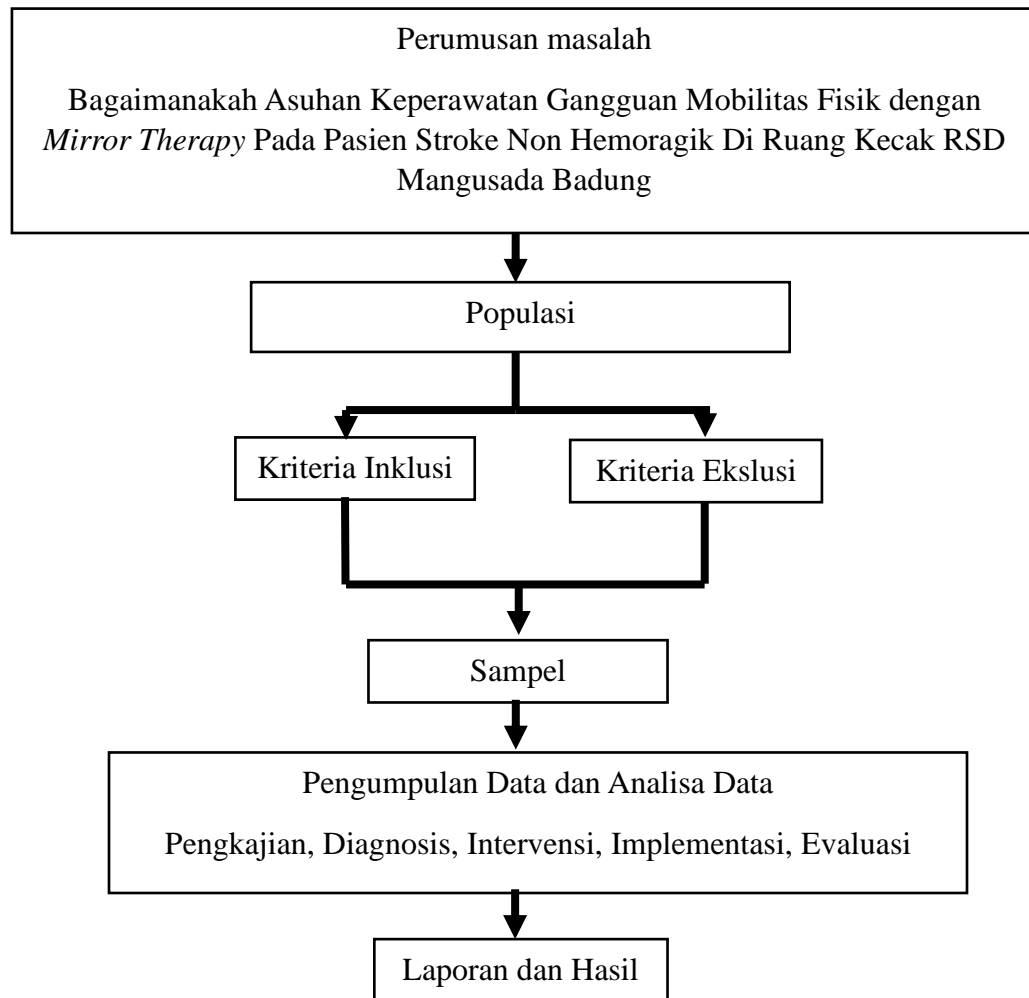 Perumusan masalah
Bagaimanakah Asuhan Keperawatan Gangguan Mobilitas Fisik dengan
Mirror Therapy Pada Pasien Stroke Non Hemoragik Di Ruang Kecak RSD
Mangusada Badung
Populasi
Kriteria Inklusi
Kriteria Ekslusi
Sampel
Pengumpulan Data dan Analisa Data
Pengkajian, Diagnosis, Intervensi, Implementasi, Evaluasi
Laporan dan Hasil